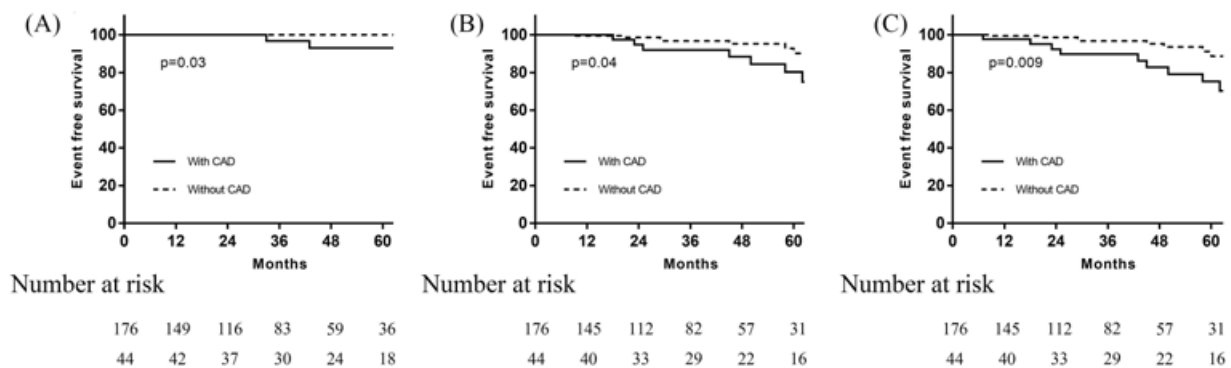 (A)
Event free survival
100
80
60
40
20
0
p=0.03
With CAD
Without CAD
0 12 24 36 48 60
Months
Number at risk
176 149 116 83 59 36
44 42 37 30 24 18
(B)
Event free survival
100
80
60
40
20
0
p=0.04
With CAD
Without CAD
0 12 24 36 48 60
Months
Number at risk
176 145 112 82 57 31
44 40 33 29 22 16
(C)
Event free survival
100
80
60
40
20
0
p=0.009
With CAD
Without CAD
0 12 24 36 48 60
Months
Number at risk
176 145 112 82 57 31
44 40 33 29 22 16